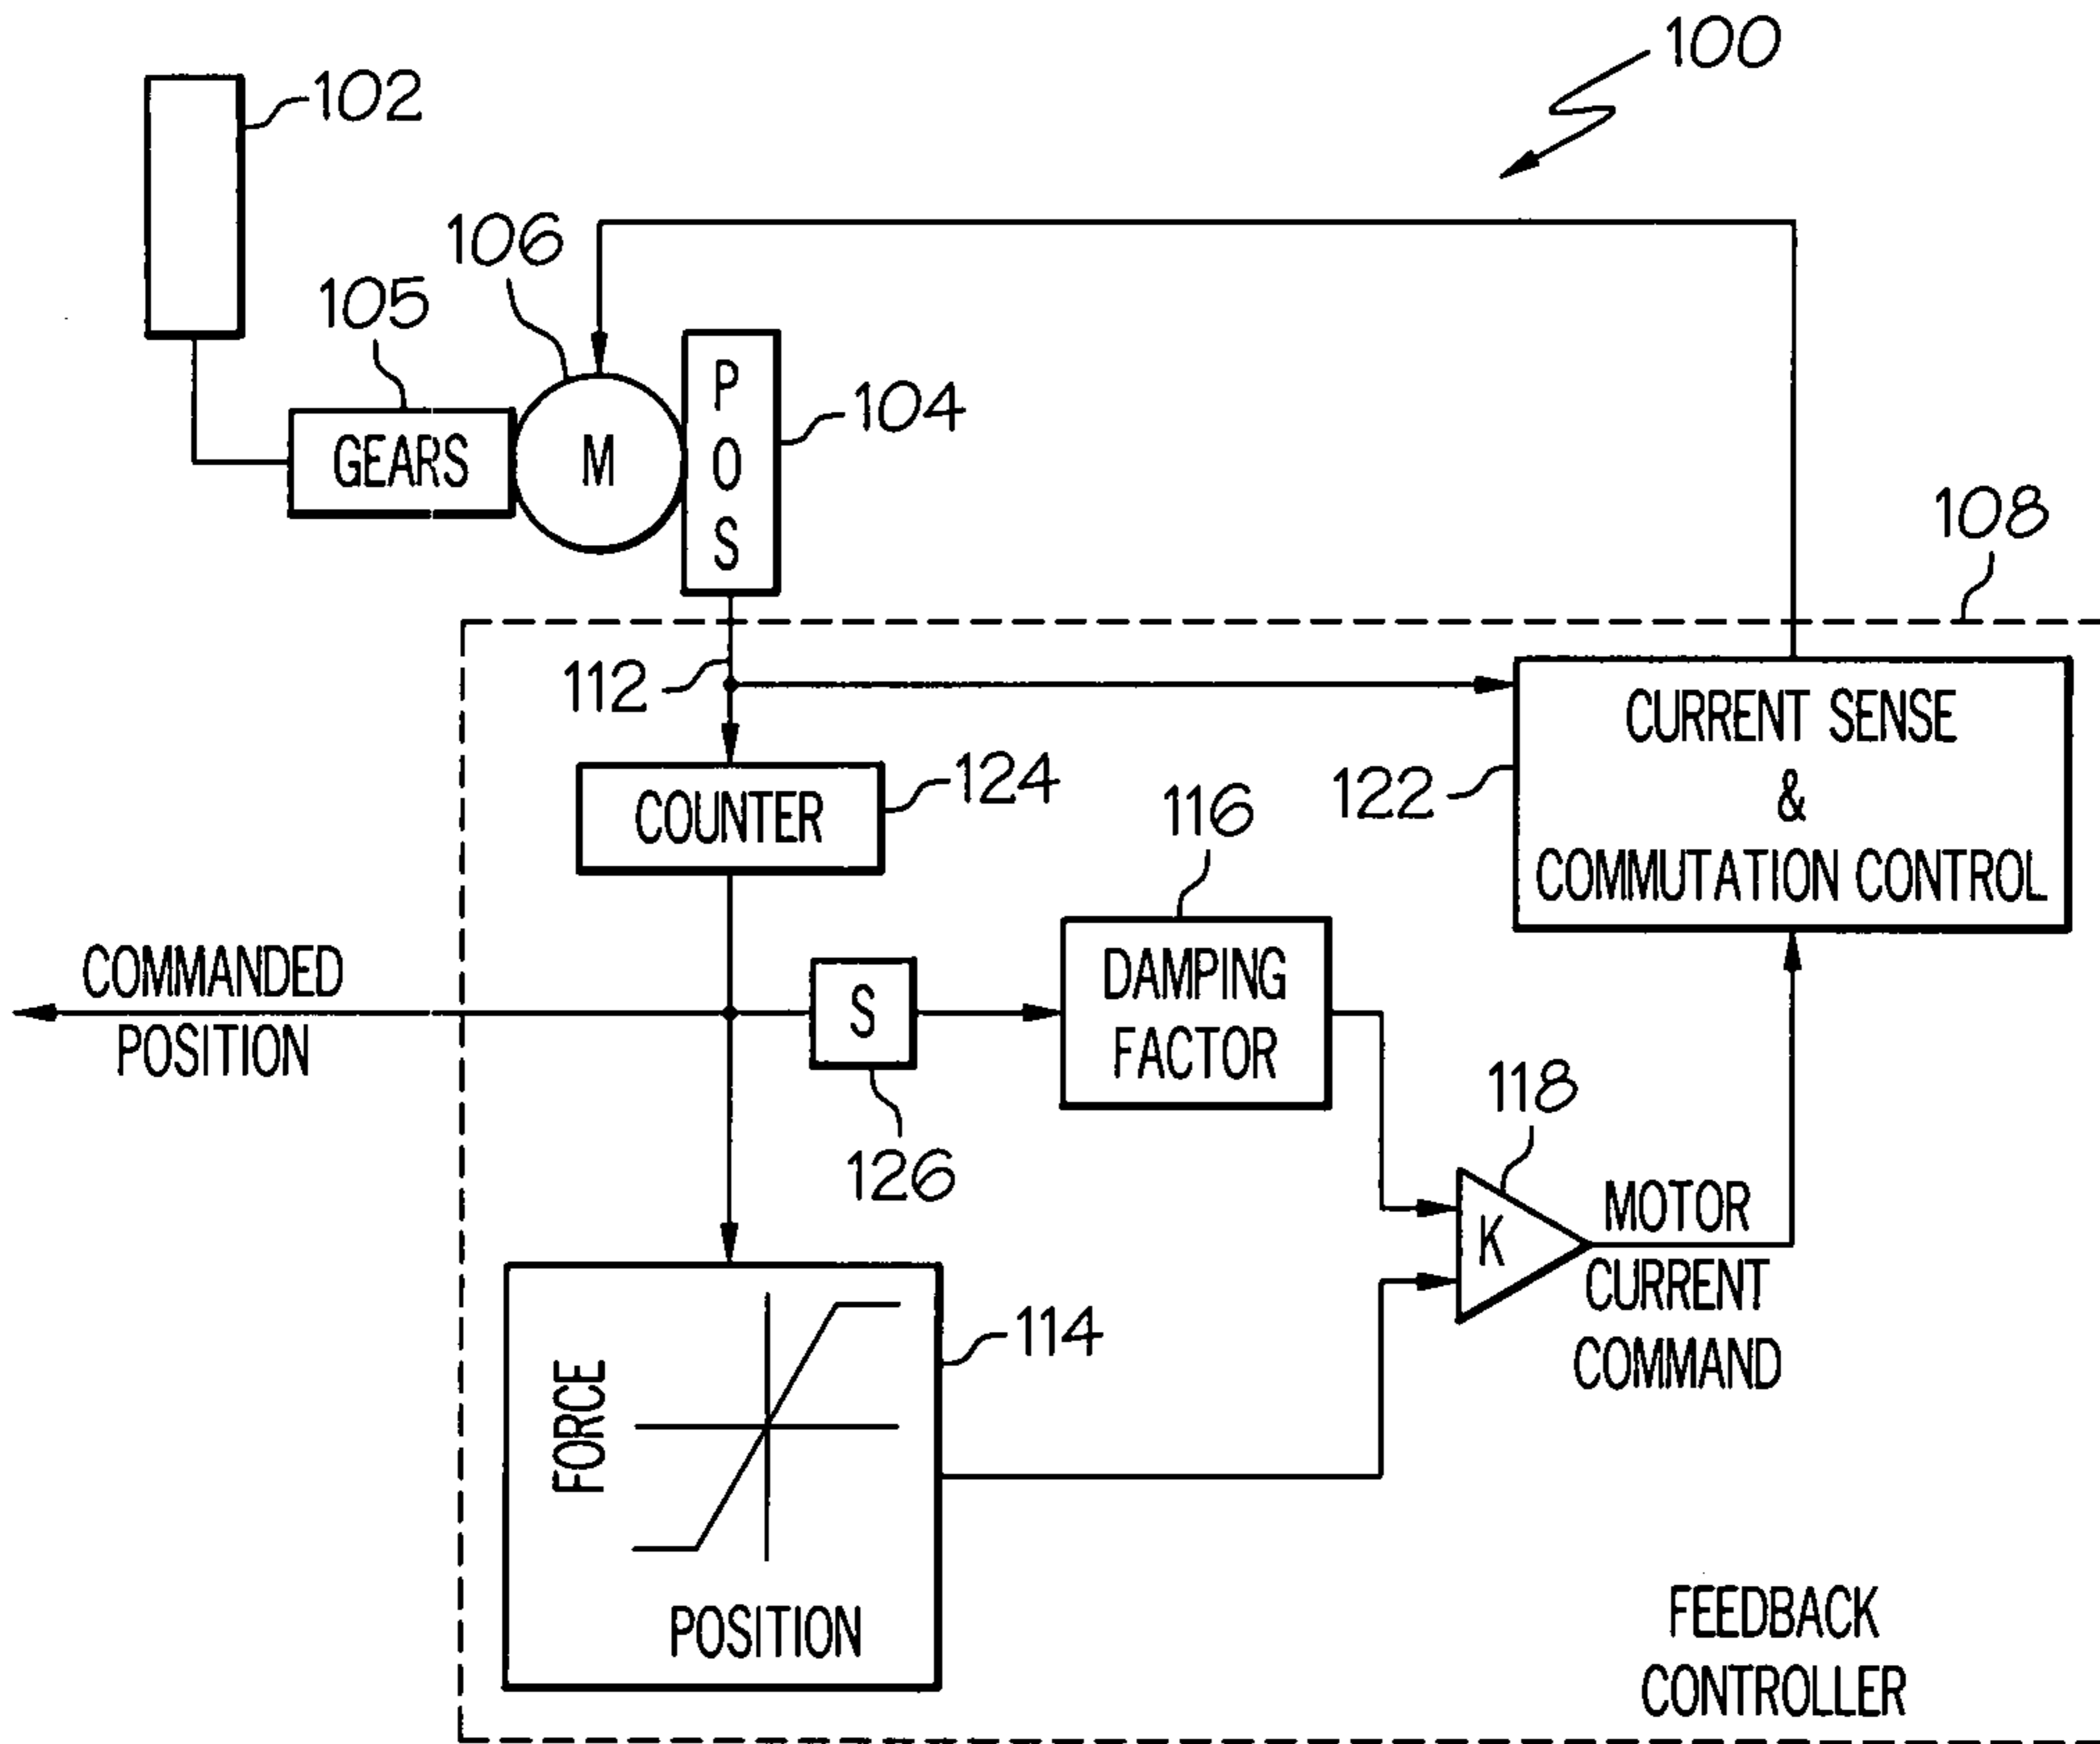 100
102
106
105
P
O
S
104
GEARS
M
108
112
CURRENT SENSE
&
COMMUTATION CONTROL
122
124
COUNTER
116
COMMANDED
POSITION
S
DAMPING
FACTOR
126
118
K
MOTOR
CURRENT
COMMAND
114
FORCE
POSITION
FEEDBACK
CONTROLLER